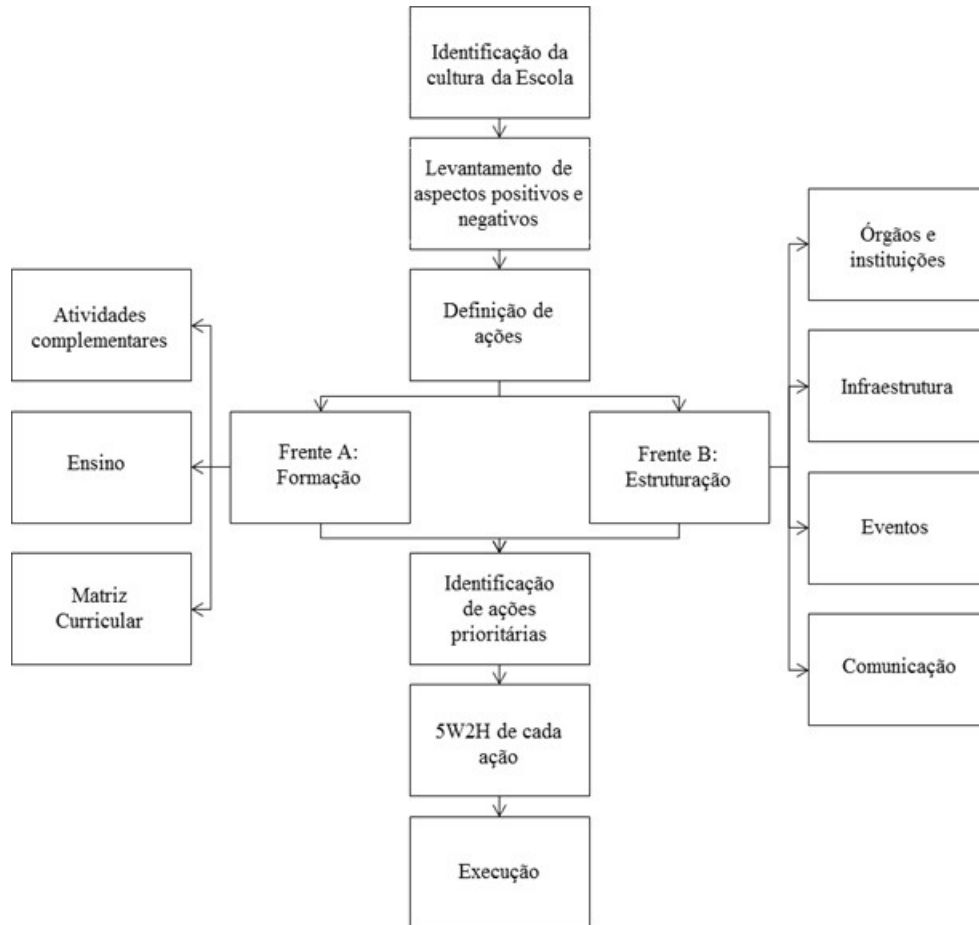 Identificação da
cultura da Escola
Levantamento de
aspectos positivos e
negativos
Definição de
ações
Atividades
complementares
Ensino
Matriz
Curricular
Frente A:
Formação
Frente B:
Estruturação
Órgãos e
instituições
Infraestrutura
Eventos
Comunicação
Identificação
de ações
prioritárias
5W2H de cada
ação
Execução